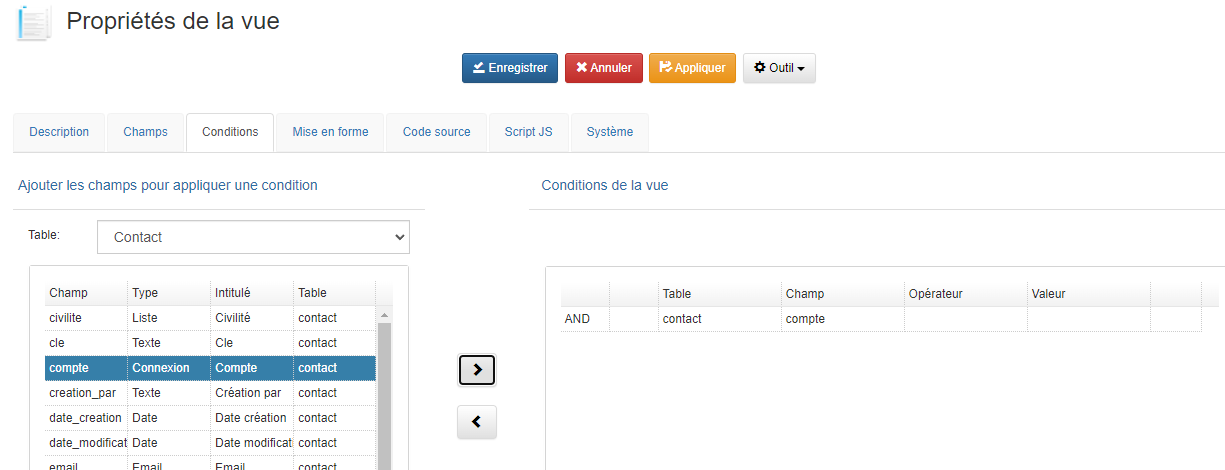 Propriétés de la vue
Enregistrer Annuler Appliquer Outil
Description Champs Conditions Mise en forme Code source Script JS Système
Ajouter les champs pour appliquer une condition
Conditions de la vue
Table: Contact
Champ Type Intitulé Table
civilite Liste Civilité contact
cle Texte Cle contact
compte Connexion Compte contact
creation_par Texte Création par contact
date_creation Date Date création contact
date_modificat Date Date modificati contact
email Email Email contact
Table Champ Opérateur Valeur
AND contact compte